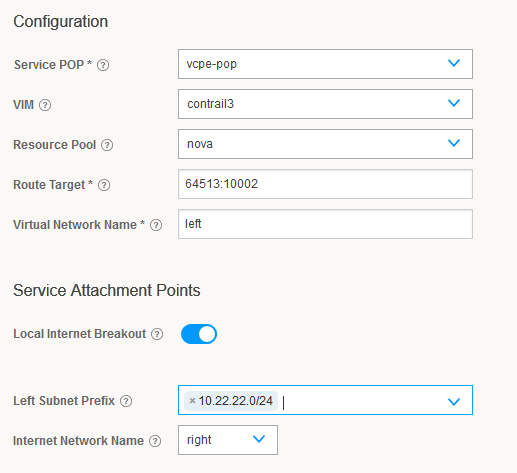 Configuration
Service POP * ? vcpe-pop
VIM ? contrail3
Resource Pool ? nova
Route Target * ? 64513:10002
Virtual Network Name * ? left
Service Attachment Points
Local Internet Breakout ?
Left Subnet Prefix ? × 10.22.22.0/24
Internet Network Name ? right